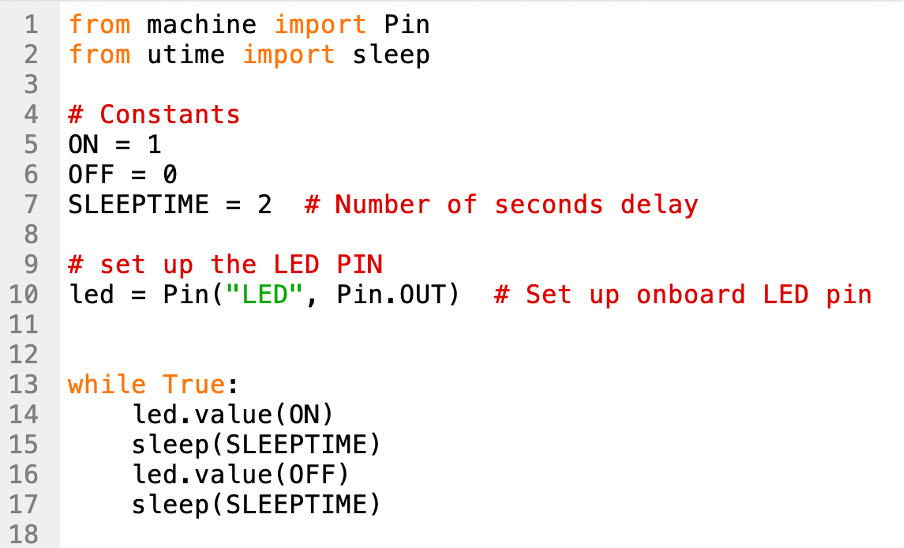 1 from machine import Pin
2 from utime import sleep
3
4 # Constants
5 ON = 1
6 OFF = 0
7 SLEEPTIME = 2  # Number of seconds delay
8
9 # set up the LED PIN
10 led = Pin("LED", Pin.OUT)  # Set up onboard LED pin
11
12
13 while True:
14     led.value(ON)
15     sleep(SLEEPTIME)
16     led.value(OFF)
17     sleep(SLEEPTIME)
18